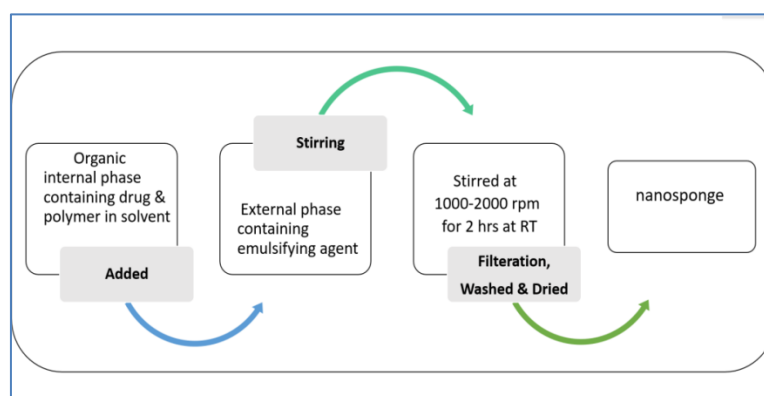 Organic
internal phase
containing drug &
polymer in solvent
Added
Stirring
External phase
containing
emulsifying agent
Stirred at
1000-2000 rpm
for 2 hrs at RT
Filteration,
Washed & Dried
nanosponge